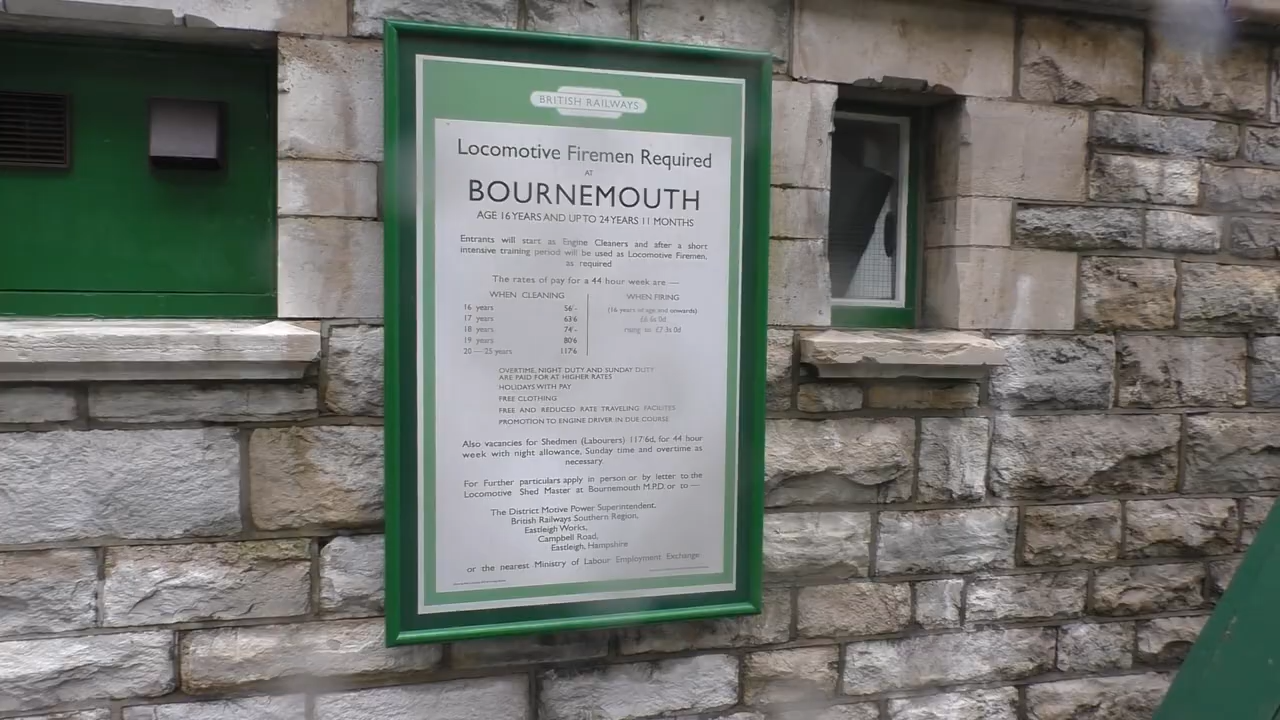 BRITISH RAILWAYS
Locomotive Firemen Required
AT
BOURNEMOUTH
AGE 16 YEARS AND UP TO 24 YEARS 11 MONTHS
Entrants will start as Engine Cleaners and after a short
intensive training period will be used as Locomotive Firemen,
as required
The rates of pay for a 44 hour week are —
WHEN CLEANING
16 years 56'-
17 years 63'6
18 years 74'-
19 years 80'6
20 — 25 years 117'6
WHEN FIRING
(16 years of age and onwards)
£6 6s 0d
rising to £7 3s 0d
OVERTIME, NIGHT DUTY AND SUNDAY DUTY
ARE PAID FOR AT HIGHER RATES
HOLIDAYS WITH PAY
FREE CLOTHING
FREE AND REDUCED RATE TRAVELING FACILITES
PROMOTION TO ENGINE DRIVER IN DUE COURSE
Also vacancies for Shedmen (Labourers) 117'6d, for 44 hour
week with night allowance, Sunday time and overtime as
necessary.
For Further particulars apply in person or by letter to the
Locomotive Shed Master at Bournemouth M.P.D. or to —
The District Motive Power Superintendent.
British Railways Southern Region,
Eastleigh Works,
Campbell Road,
Eastleigh, Hampshire
or the nearest Ministry of Labour Employment Exchange